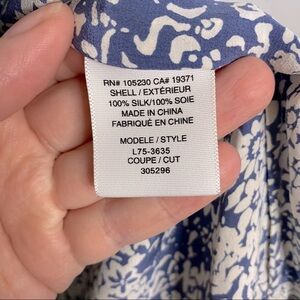 RN# 105230 CA# 19371
SHELL / EXTÉRIEUR
100% SILK/100% SOIE
MADE IN CHINA
FABRIQUÉ EN CHINE
MODELE / STYLE
L75-3635
COUPE / CUT
305296